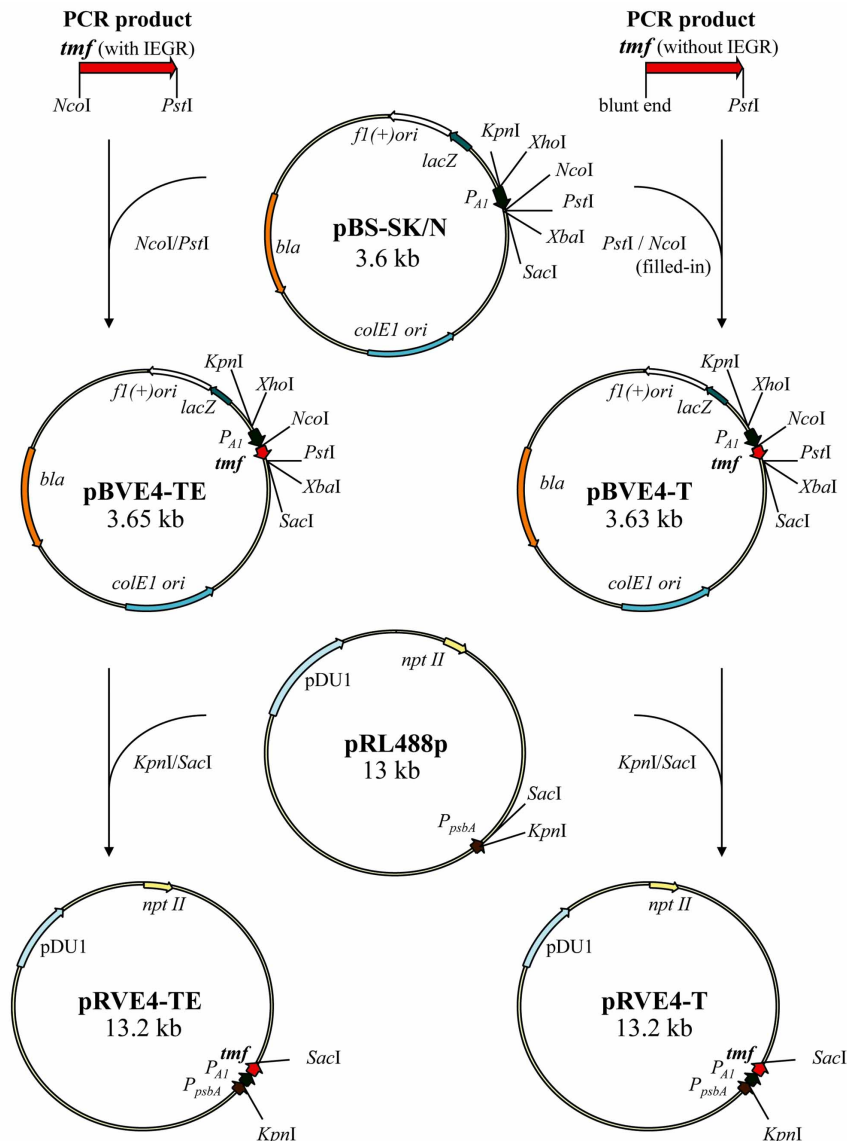 PCR product
tmf (with IEGR)
NcoI
PstI
PCR product
tmf (without IEGR)
blunt end
PstI
f1(+)ori
lacZ
KpnI
XhoI
NcoI
PstI
XbaI
SacI
PA1
pBS-SK/N
3.6 kb
bla
colE1 ori
NcoI/PstI
PstI / NcoI
(filled-in)
f1(+)ori
lacZ
KpnI
XhoI
NcoI
PstI
XbaI
SacI
PA1
tmf
bla
pBVE4-TE
3.65 kb
colE1 ori
f1(+)ori
lacZ
KpnI
XhoI
NcoI
PstI
XbaI
SacI
PA1
tmf
bla
pBVE4-T
3.63 kb
colE1 ori
npt II
pDU1
pRL488p
13 kb
SacI
PpsbA
KpnI
KpnI/SacI
KpnI/SacI
npt II
pDU1
pRVE4-TE
13.2 kb
tmf
SacI
PA1
PpsbA
KpnI
npt II
pDU1
pRVE4-T
13.2 kb
tmf
SacI
PA1
PpsbA
KpnI